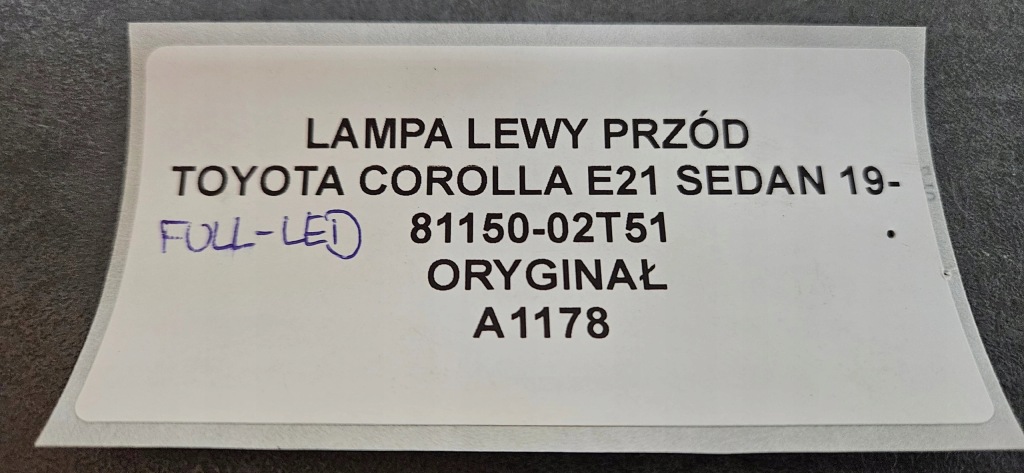 LAMPA LEWY PRZÓD
TOYOTA COROLLA E21 SEDAN 19-
FULL-LED 81150-02T51
ORYGINAŁ
A1178